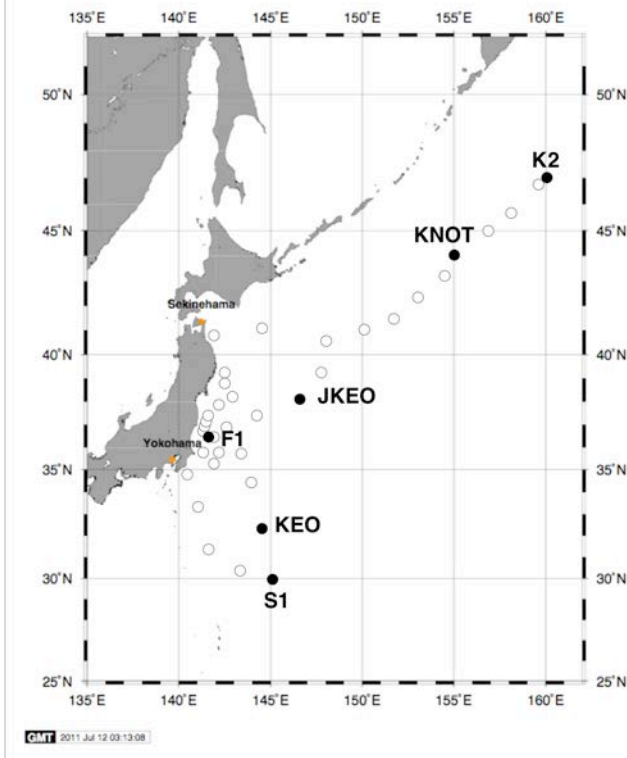 135°E 140°E 145°E 150°E 155°E 160°E
50°N 50°N
K2
45°N KNOT 45°N
Sekinehama
40°N 40°N
JKEO
Yokohama F1
35°N 35°N
KEO
30°N 30°N
S1
25°N 25°N
135°E 140°E 145°E 150°E 155°E 160°E
GMT 2011 Jul 12 03:13:08